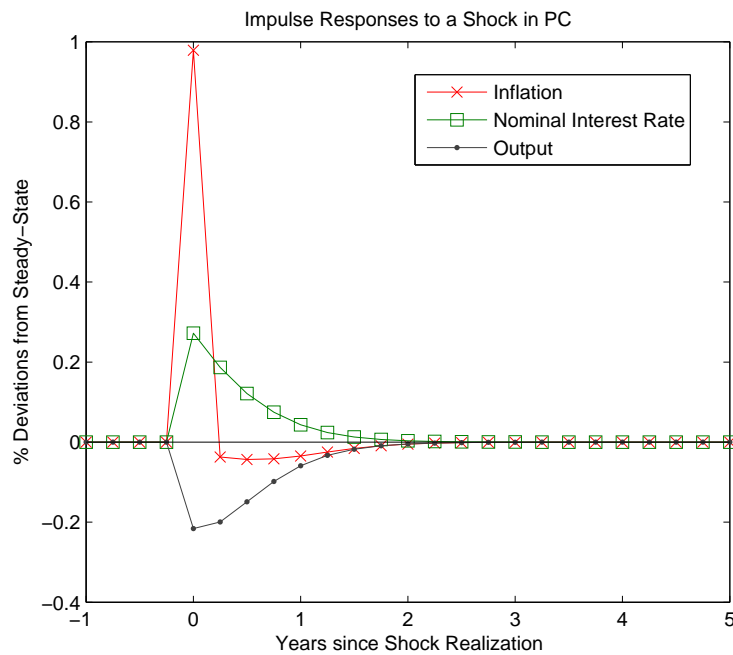 Impulse Responses to a Shock in PC
1
0.8
0.6
0.4
0.2
0
−0.2
−0.4
% Deviations from Steady−State
Inflation
Nominal Interest Rate
Output
−1 0 1 2 3 4 5
Years since Shock Realization